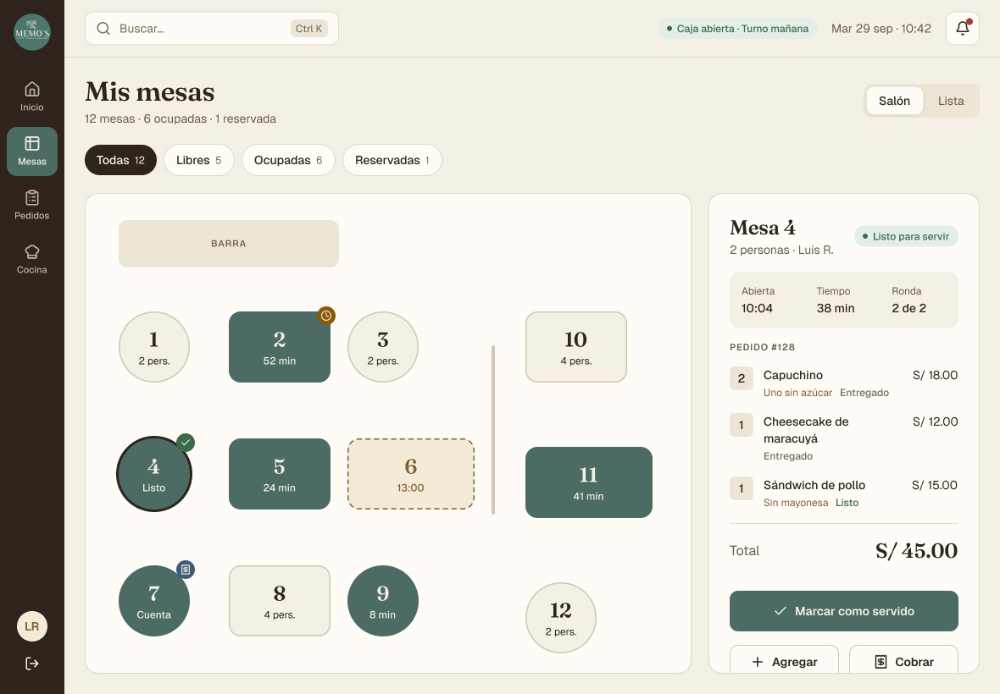 MEMO'S
Buscar...
Ctrl K
Caja abierta · Turno mañana
Mar 29 sep · 10:42
Inicio
Mesas
Pedidos
Cocina
LR
Mis mesas
12 mesas · 6 ocupadas · 1 reservada
Salón
Lista
Todas 12
Libres 5
Ocupadas 6
Reservadas 1
BARRA
1
2 pers.
2
52 min
3
2 pers.
10
4 pers.
4
Listo
5
24 min
6
13:00
11
41 min
7
Cuenta
8
4 pers.
9
8 min
12
2 pers.
Mesa 4
2 personas · Luis R.
Listo para servir
Abierta
10:04
Tiempo
38 min
Ronda
2 de 2
PEDIDO #128
2 Capuchino S/ 18.00
Uno sin azúcar Entregado
1 Cheesecake de S/ 12.00
maracuyá
Entregado
1 Sándwich de pollo S/ 15.00
Sin mayonesa Listo
Total S/ 45.00
Marcar como servido
Agregar
Cobrar